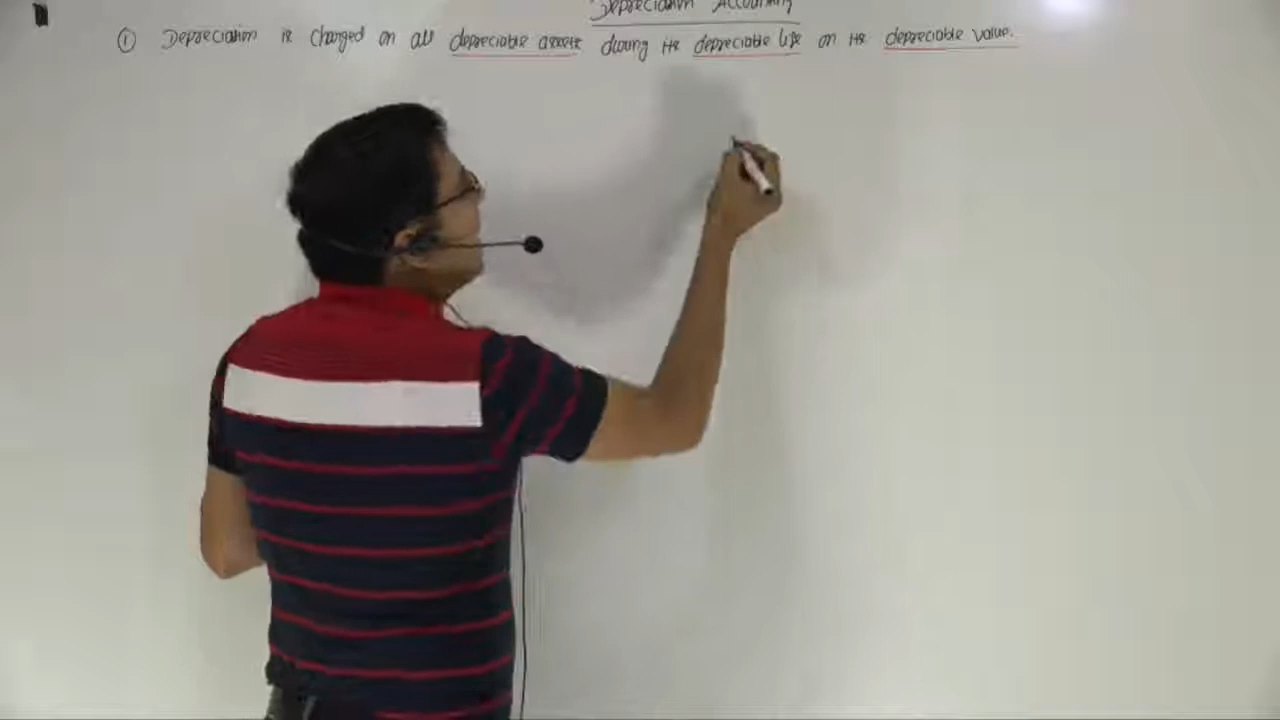 Depreciation Accounting
① Depreciation is charged on all depreciable assets during its depreciable life on its depreciable value.